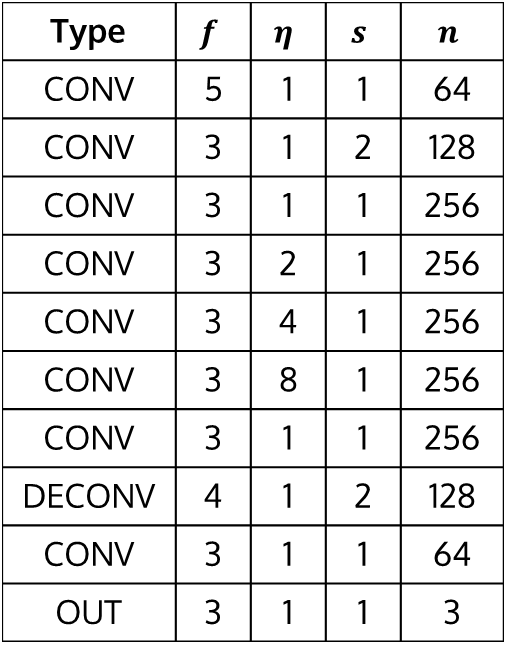 Type f η s n
CONV 5 1 1 64
CONV 3 1 2 128
CONV 3 1 1 256
CONV 3 2 1 256
CONV 3 4 1 256
CONV 3 8 1 256
CONV 3 1 1 256
DECONV 4 1 2 128
CONV 3 1 1 64
OUT 3 1 1 3